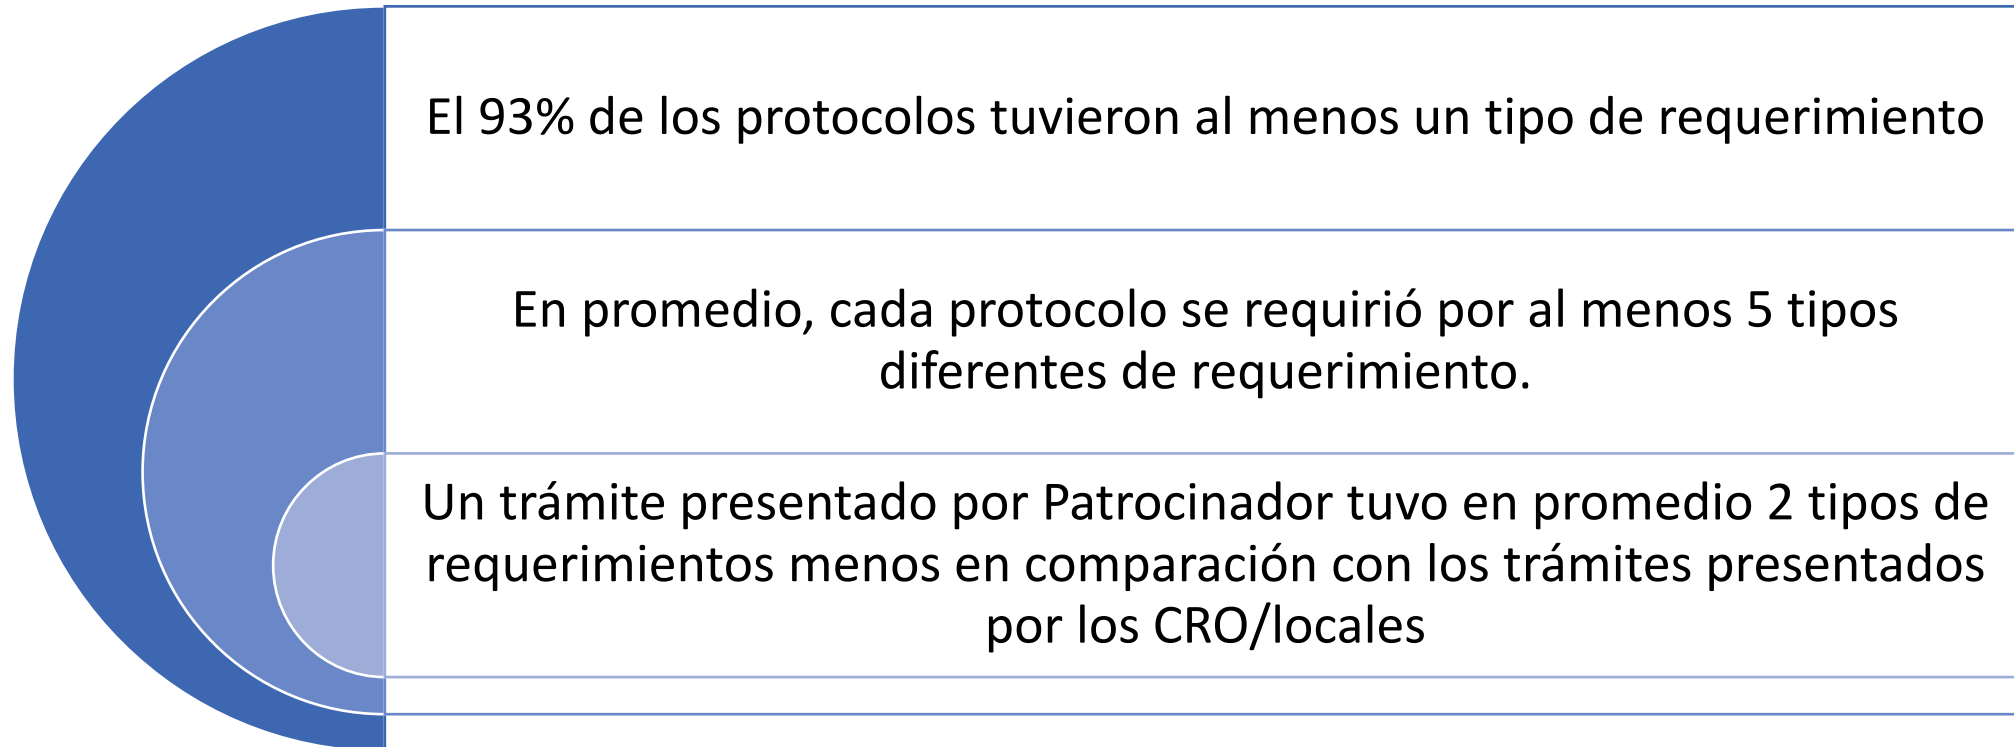 El 93% de los protocolos tuvieron al menos un tipo de requerimiento
En promedio, cada protocolo se requirió por al menos 5 tipos
diferentes de requerimiento.
Un trámite presentado por Patrocinador tuvo en promedio 2 tipos de
requerimientos menos en comparación con los trámites presentados
por los CRO/locales